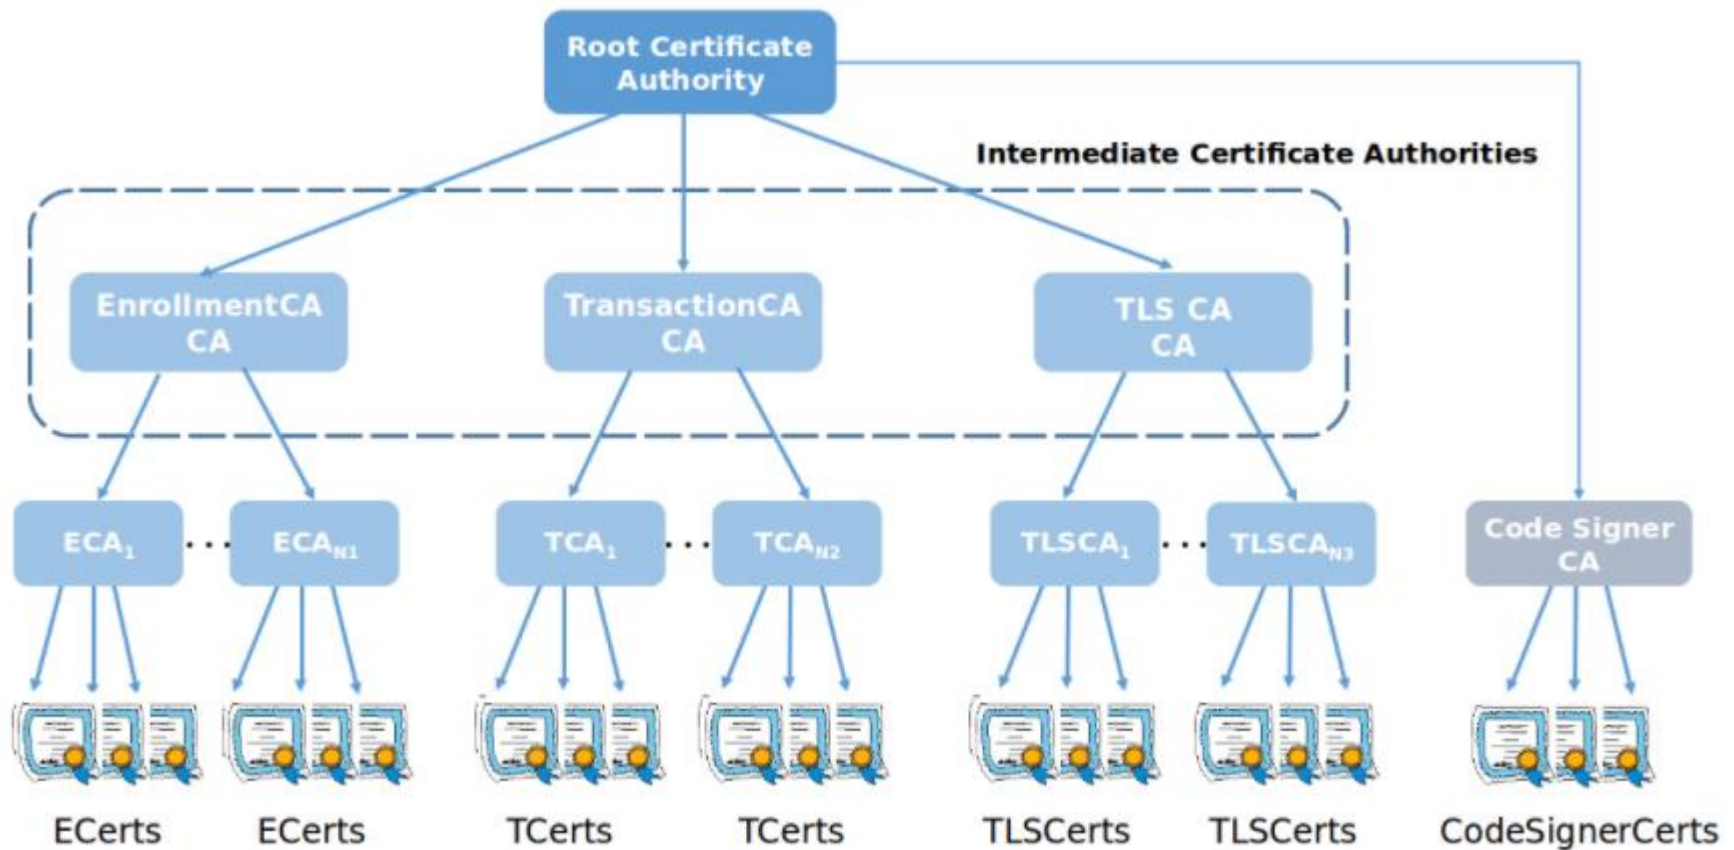 Root Certificate
Authority
Intermediate Certificate Authorities
EnrollmentCA
CA
TransactionCA
CA
TLS CA
CA
ECA1
...
ECAN1
TCA1
...
TCAN2
TLSCA1
...
TLSCAN3
Code Signer
CA
ECerts
ECerts
TCerts
TCerts
TLSCerts
TLSCerts
CodeSignerCerts